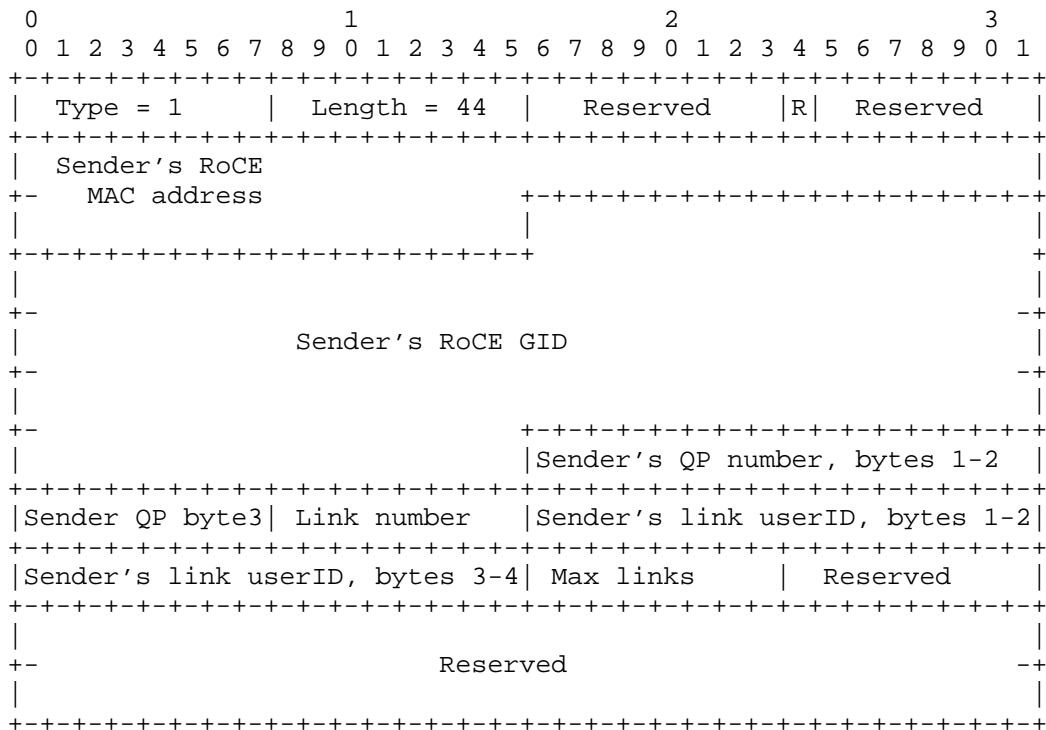 0                   1                   2                   3
 0 1 2 3 4 5 6 7 8 9 0 1 2 3 4 5 6 7 8 9 0 1 2 3 4 5 6 7 8 9 0 1
+-+-+-+-+-+-+-+-+-+-+-+-+-+-+-+-+-+-+-+-+-+-+-+-+-+-+-+-+-+-+-+-+
|  Type = 1     |  Length = 44  |   Reserved    |R|  Reserved   |
+-+-+-+-+-+-+-+-+-+-+-+-+-+-+-+-+-+-+-+-+-+-+-+-+-+-+-+-+-+-+-+-+
|  Sender’s RoCE                                                |
+-   MAC address                +-+-+-+-+-+-+-+-+-+-+-+-+-+-+-+-+
|                               |                               |
+-+-+-+-+-+-+-+-+-+-+-+-+-+-+-+-+                               +
|                                                               |
+-                                                             -+
|                 Sender’s RoCE GID                             |
+-                                                             -+
|                                                               |
+-                              +-+-+-+-+-+-+-+-+-+-+-+-+-+-+-+-+
|                               |Sender’s QP number, bytes 1-2  |
+-+-+-+-+-+-+-+-+-+-+-+-+-+-+-+-+-+-+-+-+-+-+-+-+-+-+-+-+-+-+-+-+
|Sender QP byte3| Link number   |Sender’s link userID, bytes 1-2|
+-+-+-+-+-+-+-+-+-+-+-+-+-+-+-+-+-+-+-+-+-+-+-+-+-+-+-+-+-+-+-+-+
|Sender’s link userID, bytes 3-4| Max links     |  Reserved     |
+-+-+-+-+-+-+-+-+-+-+-+-+-+-+-+-+-+-+-+-+-+-+-+-+-+-+-+-+-+-+-+-+
|                                                               |
+-                         Reserved                            -+
|                                                               |
+-+-+-+-+-+-+-+-+-+-+-+-+-+-+-+-+-+-+-+-+-+-+-+-+-+-+-+-+-+-+-+-+